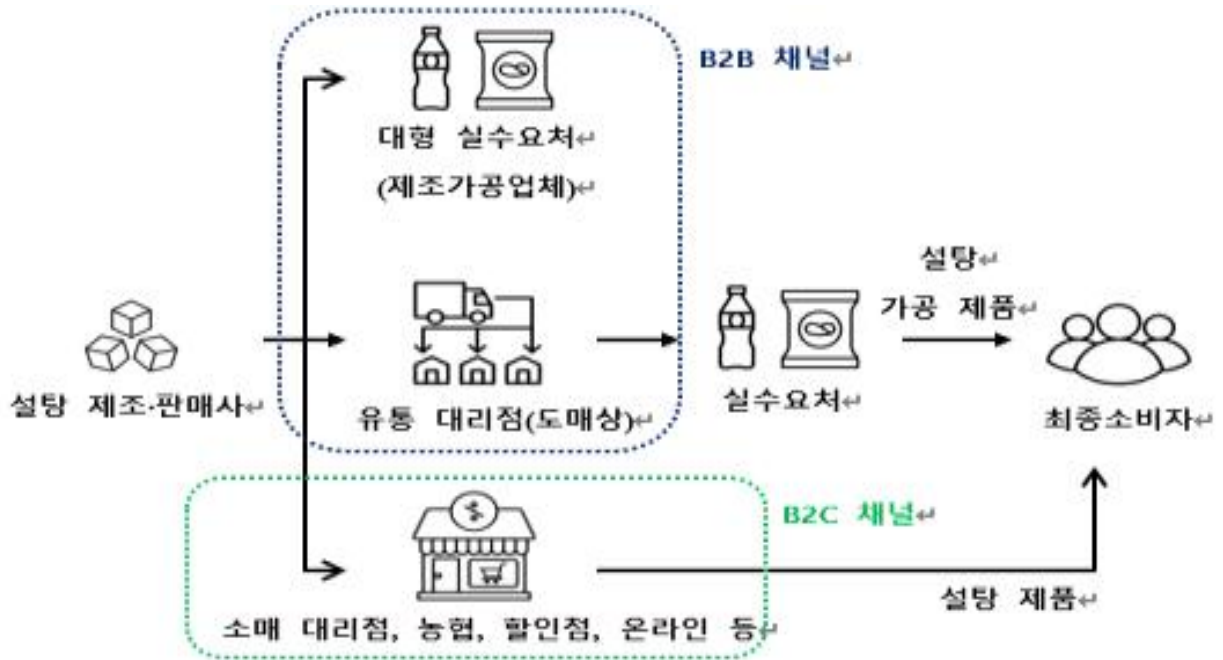 B2B 채널
대형 실수요처
(제조가공업체)
설탕
가공 제품
설탕 제조·판매사
유통 대리점(도매상)
실수요처
최종소비자
B2C 채널
설탕 제품
소매 대리점, 농협, 할인점, 온라인 등